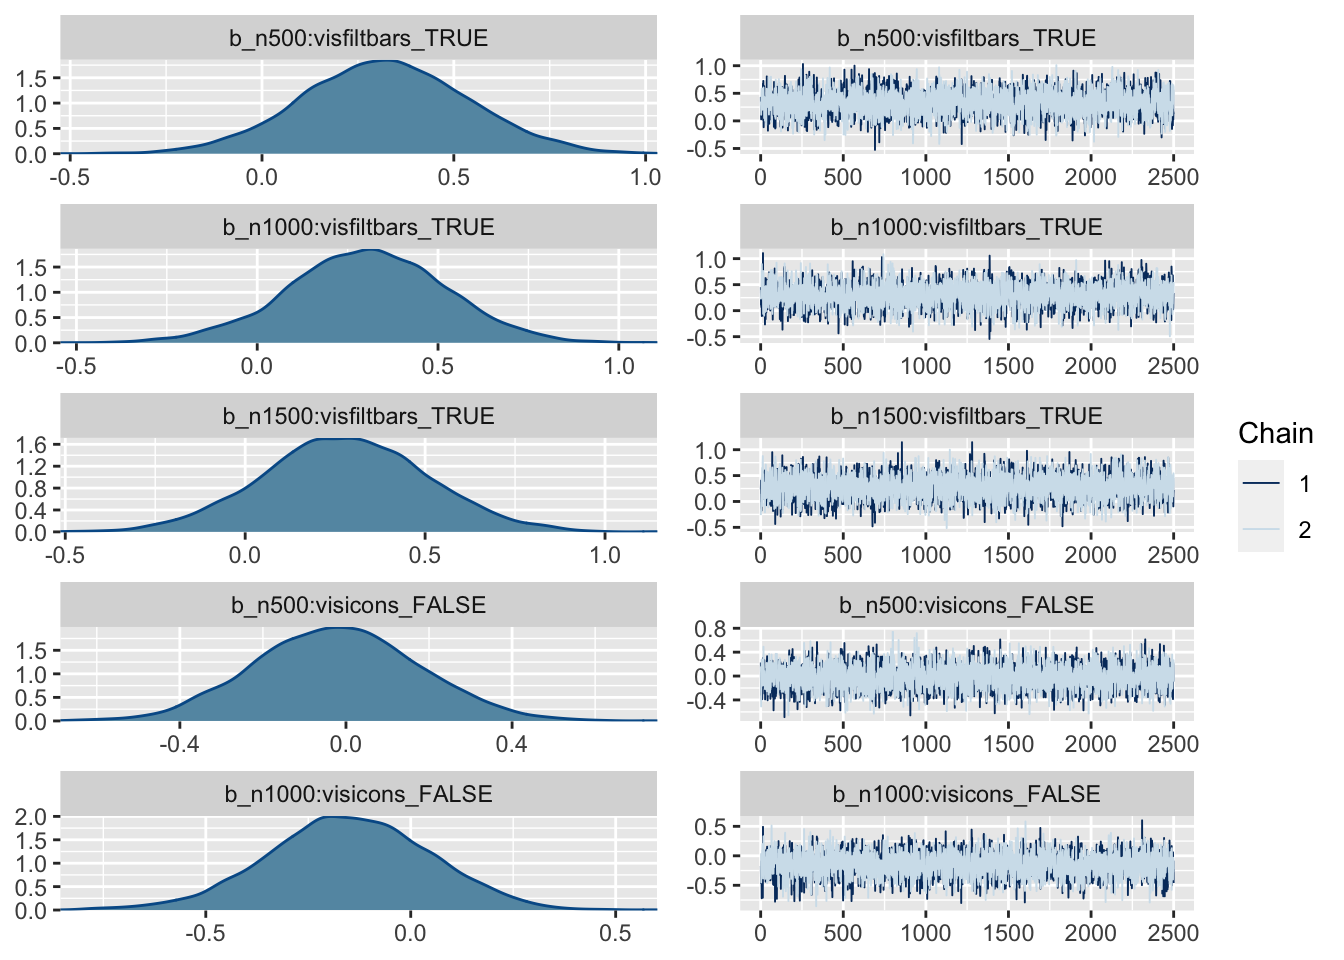 b_n500:visfiltbars_TRUE
1.5
1.0
0.5
0.0
-0.5 0.0 0.5 1.0
b_n500:visfiltbars_TRUE
1.0
0.5
0.0
-0.5
0 500 1000 1500 2000 2500
b_n1000:visfiltbars_TRUE
1.5
1.0
0.5
0.0
-0.5 0.0 0.5 1.0
b_n1000:visfiltbars_TRUE
1.0
0.5
0.0
-0.5
0 500 1000 1500 2000 2500
b_n1500:visfiltbars_TRUE
1.6
1.2
0.8
0.4
0.0
-0.5 0.0 0.5 1.0
b_n1500:visfiltbars_TRUE
1.0
0.5
0.0
-0.5
0 500 1000 1500 2000 2500
b_n500:visicons_FALSE
1.5
1.0
0.5
0.0
-0.4 0.0 0.4
b_n500:visicons_FALSE
0.8
0.4
0.0
-0.4
0 500 1000 1500 2000 2500
b_n1000:visicons_FALSE
2.0
1.5
1.0
0.5
0.0
-0.5 0.0 0.5
b_n1000:visicons_FALSE
0.5
0.0
-0.5
0 500 1000 1500 2000 2500
Chain
1
2